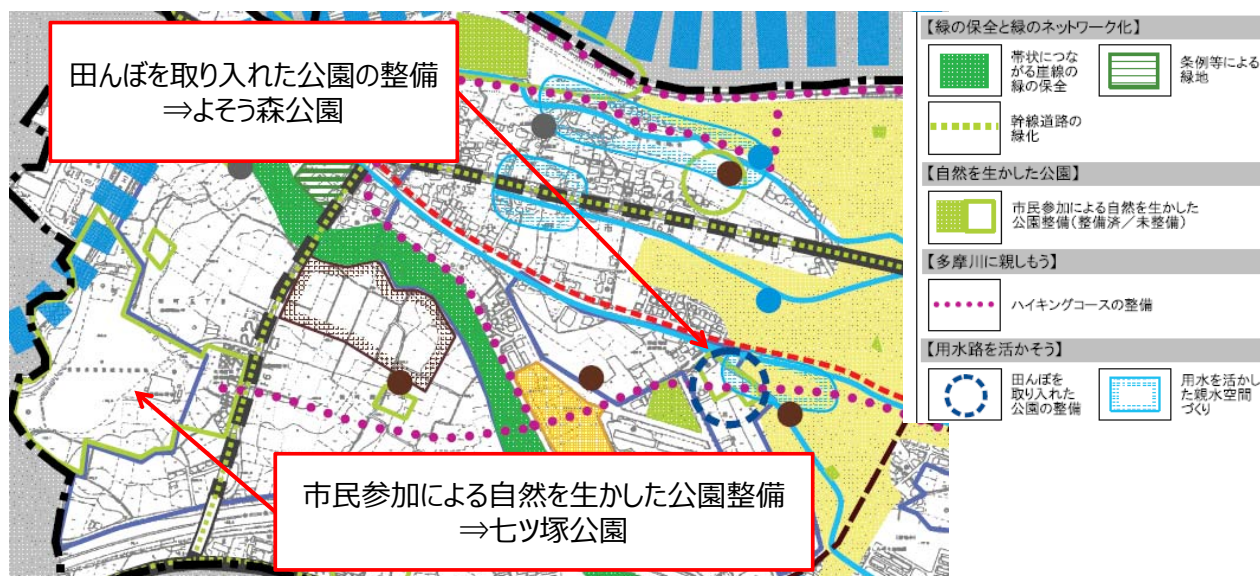 田んぼを取り入れた公園の整備
⇒よそう森公園
市民参加による自然を生かした公園整備
⇒七ツ塚公園
【緑の保全と緑のネットワーク化】
帯状につな
がる崖線の
緑の保全
条例等による
緑地
幹線道路の
緑化
【自然を生かした公園】
市民参加による自然を生かした
公園整備(整備済／未整備)
【多摩川に親しもう】
ハイキングコースの整備
【用水路を活かそう】
田んぼを
取り入れた
公園の整備
用水を活かし
た親水空間
づくり